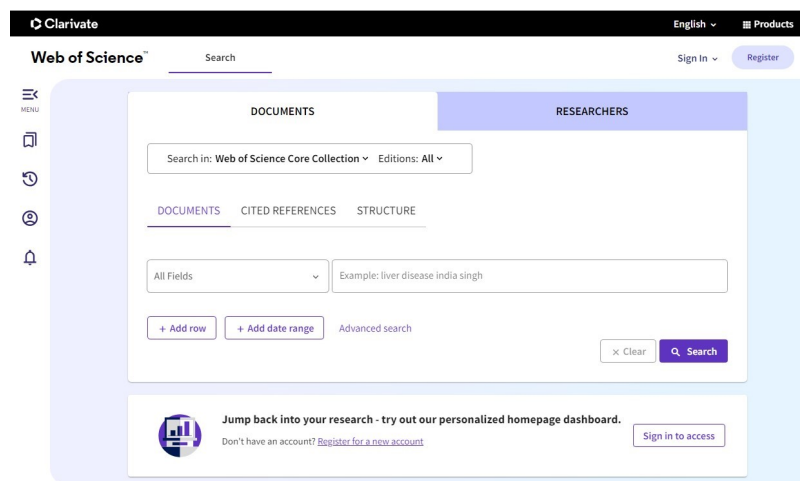 Clarivate
English
Products
Web of Science™
Search
Sign In
Register
MENU
DOCUMENTS
RESEARCHERS
Search in: Web of Science Core Collection Editions: All
DOCUMENTS CITED REFERENCES STRUCTURE
All Fields
Example: liver disease india singh
+ Add row
+ Add date range
Advanced search
× Clear
Search
Jump back into your research - try out our personalized homepage dashboard.
Don't have an account? Register for a new account
Sign in to access